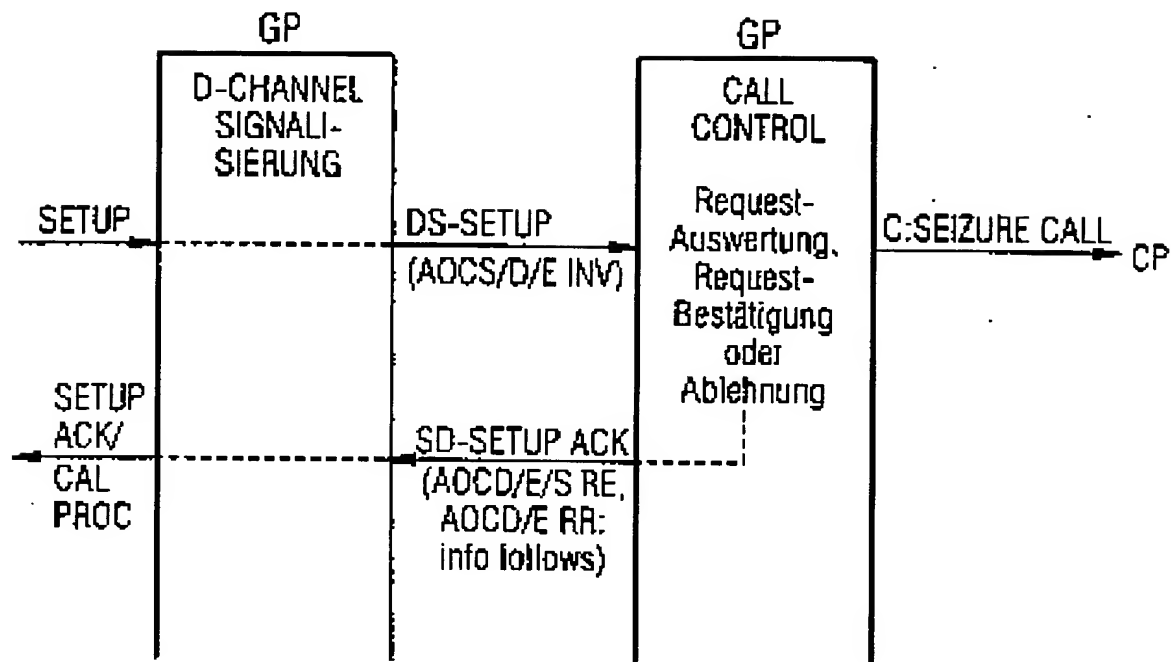 GP
D-CHANNEL
SIGNALI-
SIERUNG
GP
CALL
CONTROL
Request-
Auswertung,
Request-
Bestätigung
oder
Ablehnung
SETUP
DS-SETUP
(AOCS/D/E INV)
C:SEIZURE CALL
CP
SETUP
ACK/
CAL
PROC
SD-SETUP ACK
(AOCD/E/S RE,
AOCD/E RR:
info follows)